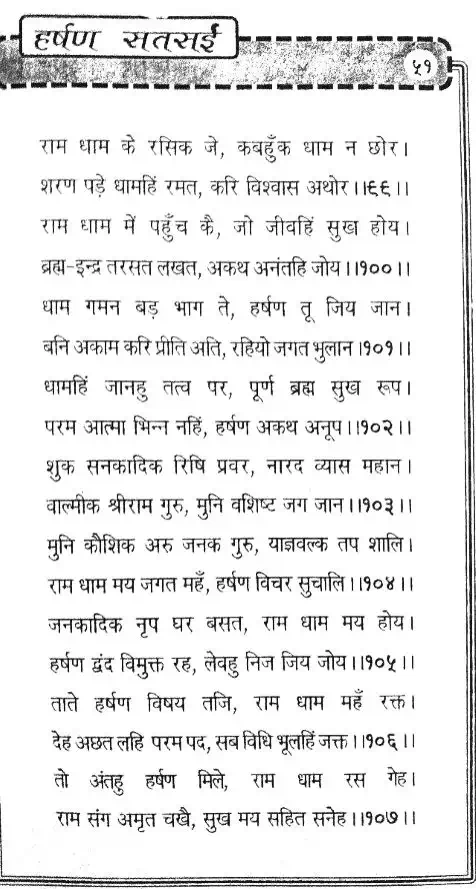 हर्षण सतसई
५१
राम धाम के रसिक जे, कबहुँक धाम न छोर।
शरण पड़े धामहिं रमत, करि विश्वास अथोर।।९९।।
राम धाम में पहुँच कै, जो जीवहिं सुख होय।
ब्रह्म-इन्द्र तरसत लखत, अकथ अनंतहि जोय।।१००।।
धाम गमन बड़ भाग ते, हर्षण तू जिय जान।
बनि अकाम करि प्रीति अति, रहियो जगत भुलान।१०१।।
धामहिं जानहु तत्व पर, पूर्ण ब्रह्म सुख रूप।
परम आत्मा भिन्न नहिं, हर्षण अकथ अनूप।।१०२।।
शुक सनकादिक रिषि प्रवर, नारद व्यास महान।
वाल्मीक श्रीराम गुरु, मुनि वशिष्ट जग जान।।१०३।।
मुनि कौशिक अरु जनक गुरु, याज्ञवल्क तप शालि।
राम धाम मय जगत महँ, हर्षण विचर सुचालि।।१०४।।
जनकादिक नृप घर बसत, राम धाम मय होय।
हर्षण द्वंद विमुक्त रह, लेवहु निज जिय जोय।।१०५।।
ताते हर्षण विषय तजि, राम धाम महँ रक्त।
देह अछत लहि परम पद, सब विधि भूलहिं जक्त।।१०६।।
तो अंतहु हर्षण मिले, राम धाम रस गेह।
राम संग अमृत चखै, सुख मय सहित सनेह।।१०७।।